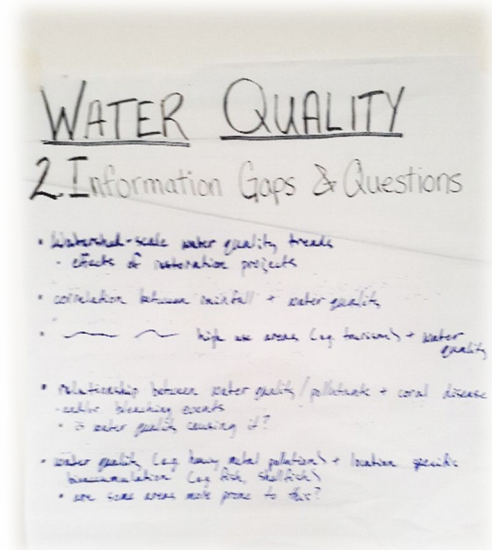 WATER QUALITY
2. Information Gaps & Questions
• Watershed-scale water quality trends
• effects of restoration projects
• correlation between rainfall + water quality
• high use areas (eg tourism) + water
quality
• relationship between water quality/pollutants + coral disease
bleaching events
• is water quality causing it?
• water quality (eg heavy metal pollution) + location specific
bioaccumulation (eg fish, shellfish)
• are some areas more prone to this?